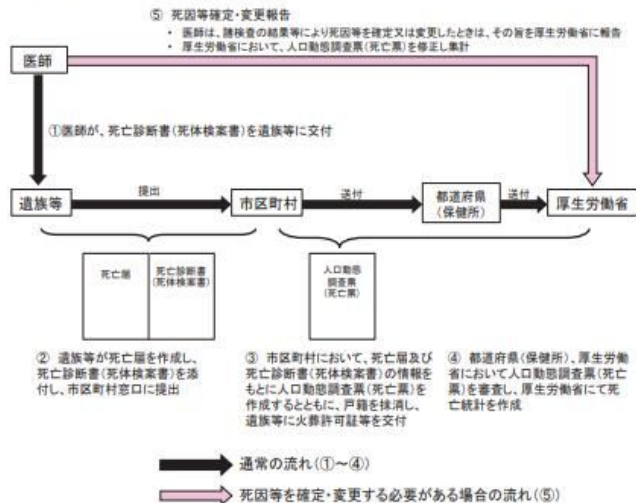 ⑤ 死因等確定・変更報告
・ 医師は、諸検査の結果等により死因等を確定又は変更したときは、その旨を厚生労働省に報告
・ 厚生労働省において、人口動態調査票(死亡票)を修正し集計
医師
①医師が、死亡診断書(死体検案書)を遺族等に交付
遺族等
提出
市区町村
送付
都道府県
(保健所)
送付
厚生労働省
死亡届
死亡診断書
(死体検案書)
人口動態
調査票
(死亡票)
② 遺族等が死亡届を作成し、
死亡診断書(死体検案書)を添
付し、市区町村窓口に提出
③ 市区町村において、死亡届及び
死亡診断書(死体検案書)の情報を
もとに人口動態調査票(死亡票)を
作成するとともに、戸籍を抹消し、
遺族等に火葬許可証等を交付
④ 都道府県(保健所)、厚生労働
省において人口動態調査票(死亡
票)を審査し、厚生労働省にて死
亡統計を作成
通常の流れ(①～④)
死因等を確定・変更する必要がある場合の流れ(⑤)